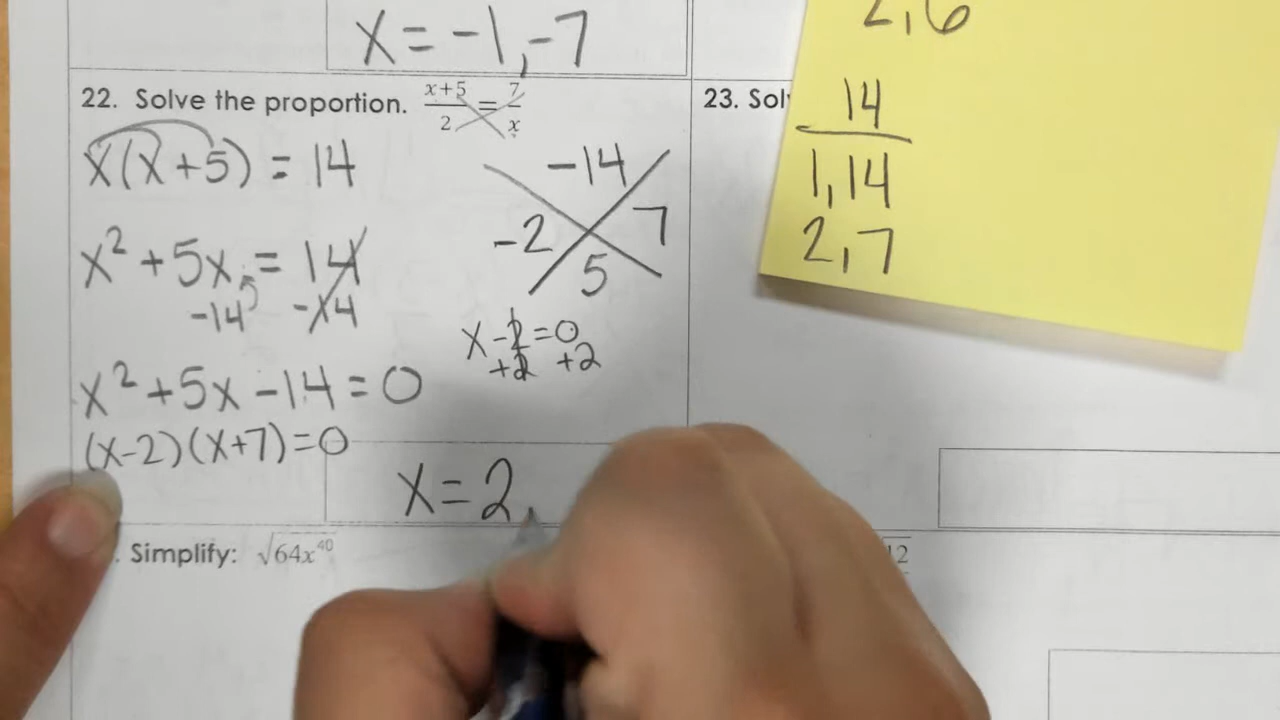 x = -1, -7
2, 6
22. Solve the proportion. x+5/2 = 7/x
23. Sol
14
1, 14
2, 7
x(x+5) = 14
x² + 5x = 14
-14 -14
x² + 5x - 14 = 0
(x-2)(x+7) = 0
-14
-2 7
5
x - 2 = 0
+2 +2
x = 2,
. Simplify: √64x⁴⁰
12